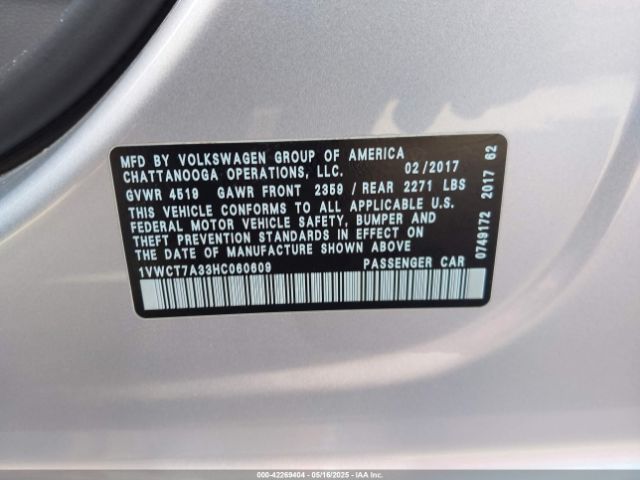 MFD BY VOLKSWAGEN GROUP OF AMERICA
CHATTANOOGA OPERATIONS, LLC. 02/2017
GVWR 4519 GAWR FRONT 2359 / REAR 2271 LBS
THIS VEHICLE CONFORMS TO ALL APPLICABLE U.S.
FEDERAL MOTOR VEHICLE SAFETY, BUMPER AND
THEFT PREVENTION STANDARDS IN EFFECT ON
THE DATE OF MANUFACTURE SHOWN ABOVE
1VWCT7A33HC060609 PASSENGER CAR
0749172 2017 62
000-42269404 - 05/16/2025 - IAA Inc.